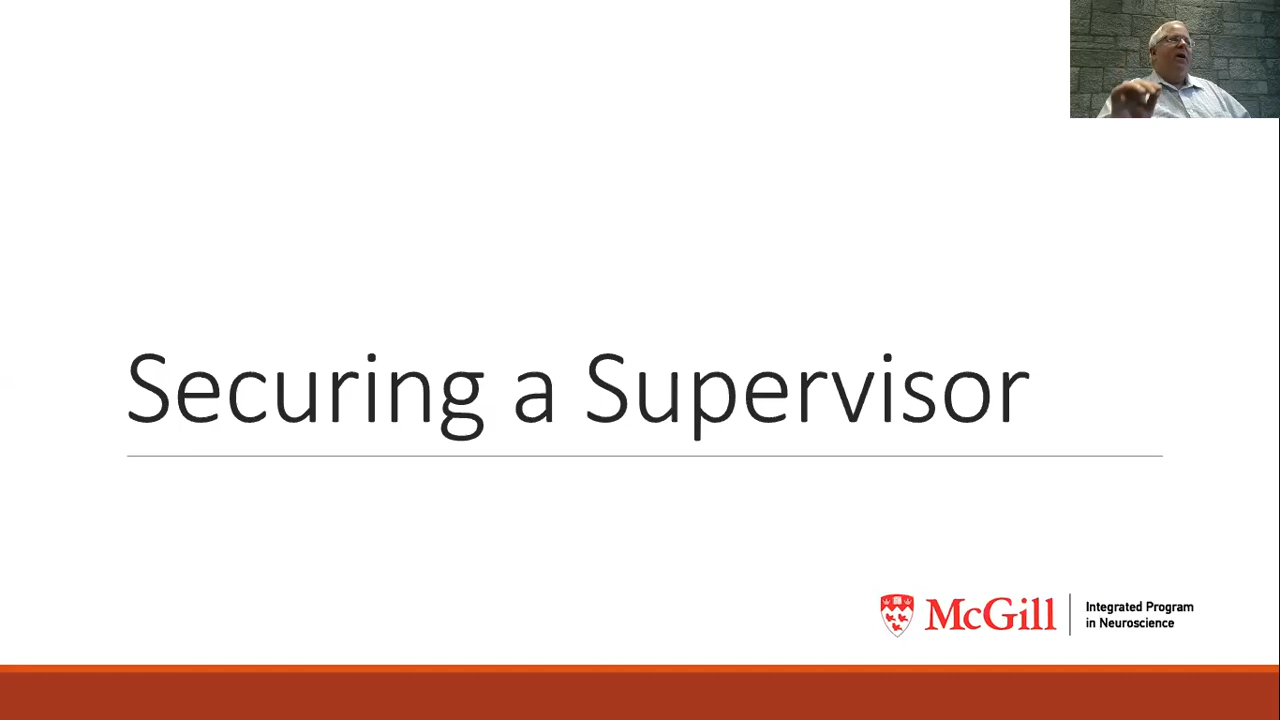 Securing a Supervisor
McGill
Integrated Program
in Neuroscience